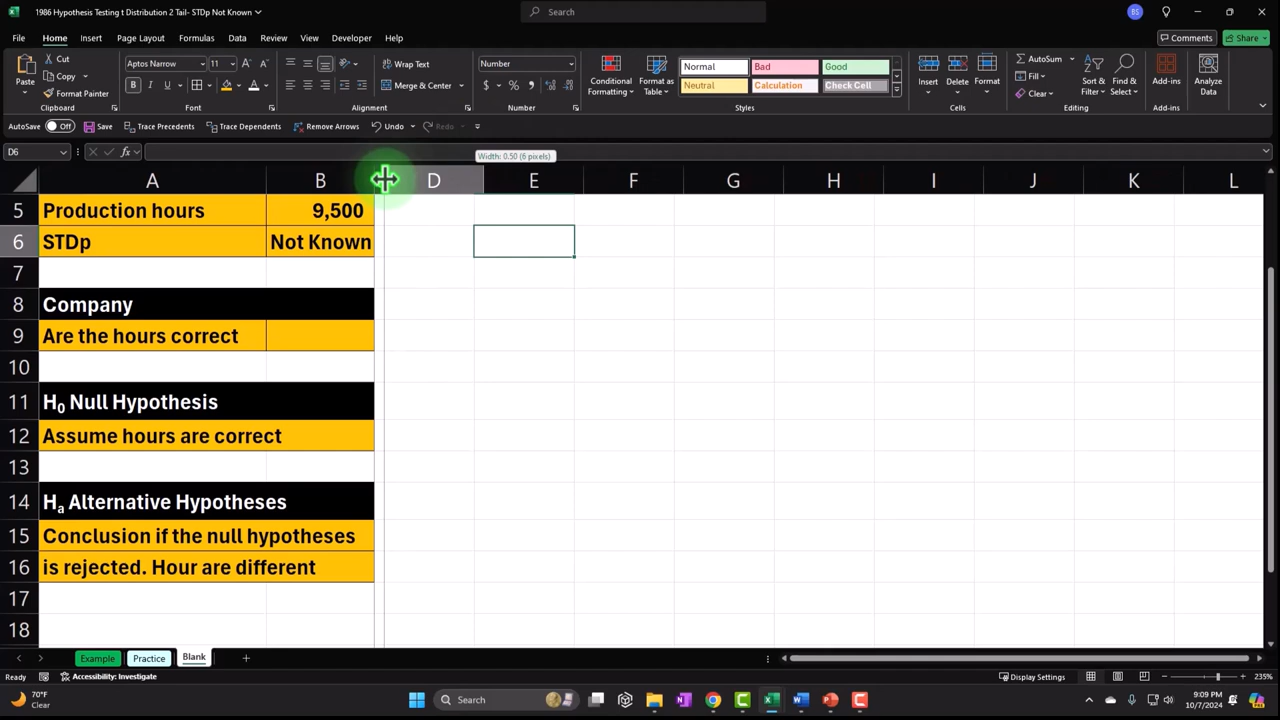 1986 Hypothesis Testing t Distribution 2 Tail- STDp Not Known
Search
BS
File Home Insert Page Layout Formulas Data Review View Developer Help
Comments
Share
Paste
Cut
Copy
Format Painter
Aptos Narrow
11
Wrap Text
Merge & Center
Number
Conditional Formatting
Format as Table
Normal Bad Good
Neutral Calculation Check Cell
Insert Delete Format
AutoSum
Fill
Clear
Sort & Filter
Find & Select
Add-ins
Analyze Data
Clipboard Font Alignment Number Styles Cells Editing Add-ins
AutoSave Off Save Trace Precedents Trace Dependents Remove Arrows Undo Redo
D6
fx
Width: 0.50 (6 pixels)
A B D E F G H I J K L
5 Production hours 9,500
6 STDp Not Known
7
8 Company
9 Are the hours correct
10
11 H0 Null Hypothesis
12 Assume hours are correct
13
14 Ha Alternative Hypotheses
15 Conclusion if the null hypotheses
16 is rejected. Hour are different
17
18
Example Practice Blank
Ready
Accessibility: Investigate
Display Settings
235%
70°F
Clear
Search
9:09 PM
10/7/2024